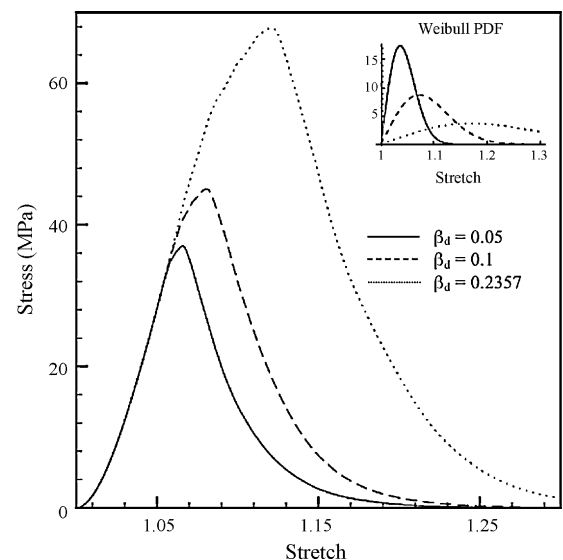 Weibull PDF
15
10
5
1
1.1
1.2
1.3
Stretch
60
40
20
0
Stress (MPa)
βd = 0.05
βd = 0.1
βd = 0.2357
1.05
1.15
1.25
Stretch